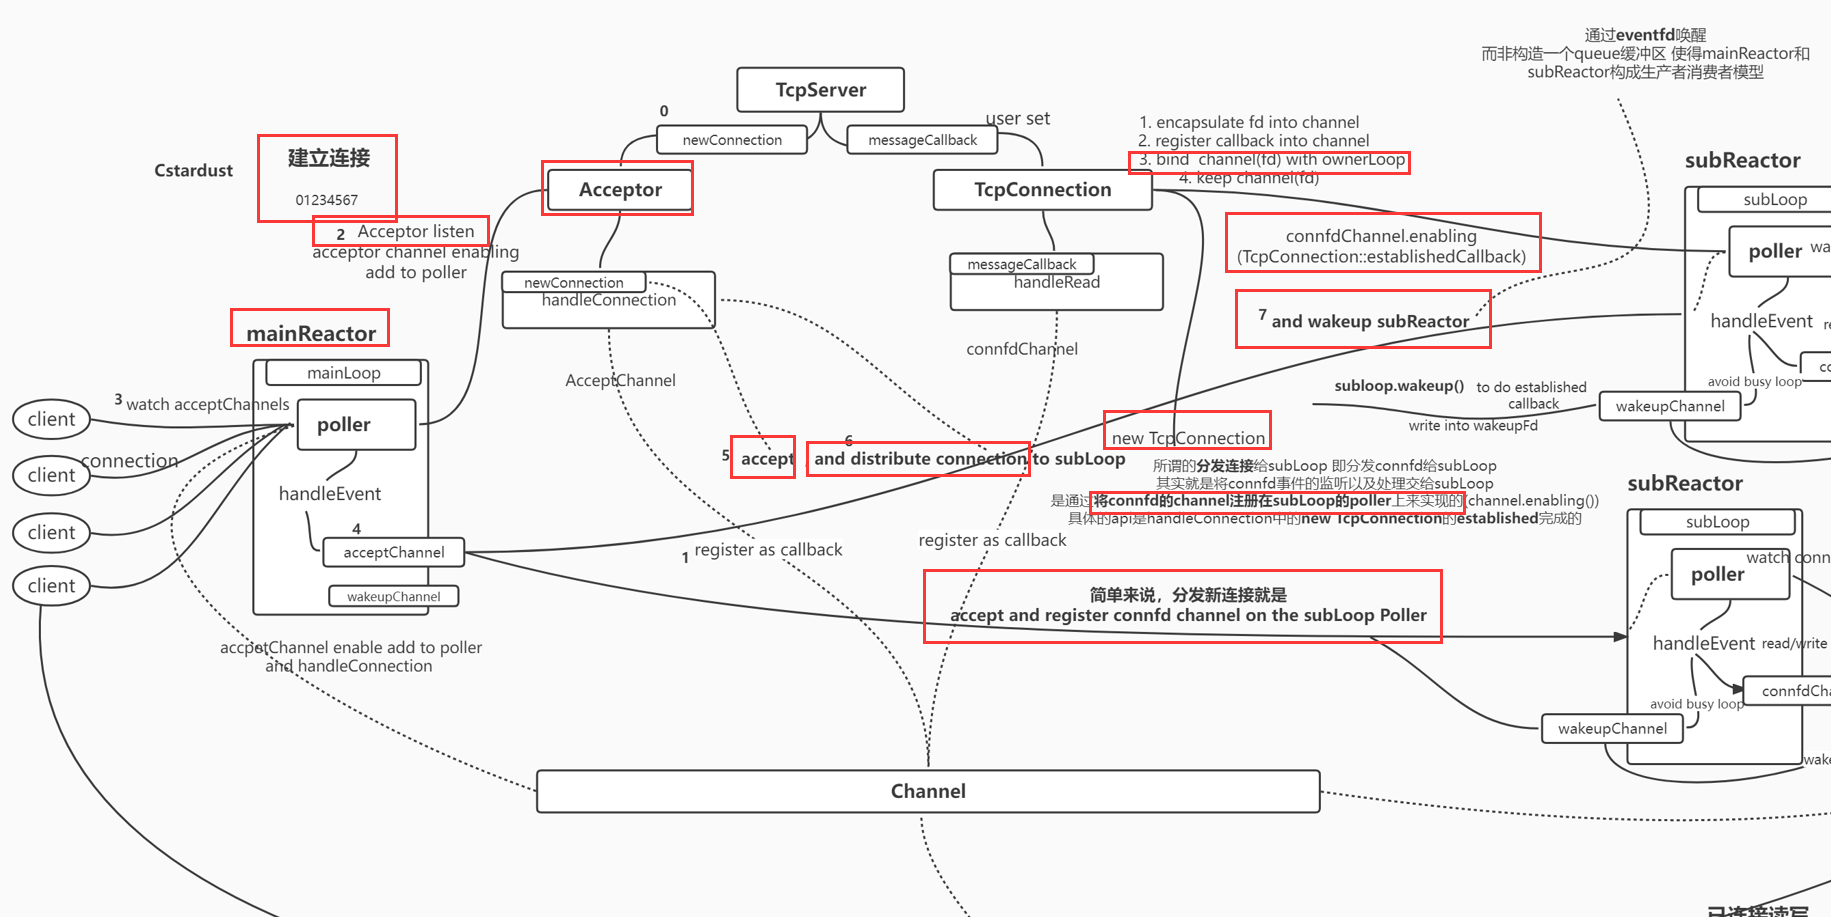 通过eventfd唤醒
而非构造一个queue缓冲区 使得mainReactor和
subReactor构成生产者消费者模型
TcpServer
0
newConnection
messageCallback
user set
1. encapsulate fd into channel
2. register callback into channel
3. bind channel(fd) with ownerLoop
4. keep channel(fd)
Cstardust
建立连接
01234567
Acceptor
TcpConnection
subReactor
subLoop
2 Acceptor listen
acceptor channel enabling
add to poller
connfdChannel.enabling
(TcpConnection::establishedCallback)
poller
newConnection
handleConnection
messageCallback
handleRead
7 and wakeup subReactor
handleEvent
mainReactor
mainLoop
connfdChannel
AcceptChannel
avoid busy loop
subloop.wakeup() to do established
callback
wakeupChannel
write into wakeupFd
3 watch acceptChannels
client
poller
connection
client
5 accept
6
and distribute connection to subLoop
new TcpConnection
所谓的分发连接给subLoop 即分发connfd给subLoop
其实就是将connfd事件的监听以及处理交给subLoop
是通过将connfd的channel注册在subLoop的poller上来实现的(channel.enabling())
具体的api是handleConnection中的new TcpConnection的established完成的
subReactor
subLoop
handleEvent
client
4
acceptChannel
1 register as callback
register as callback
client
wakeupChannel
简单来说，分发新连接就是
accept and register connfd channel on the subLoop Poller
poller
handleEvent
read/write
avoid busy loop
wakeupChannel
accpetChannel enable add to poller
and handleConnection
Channel
已连接读写